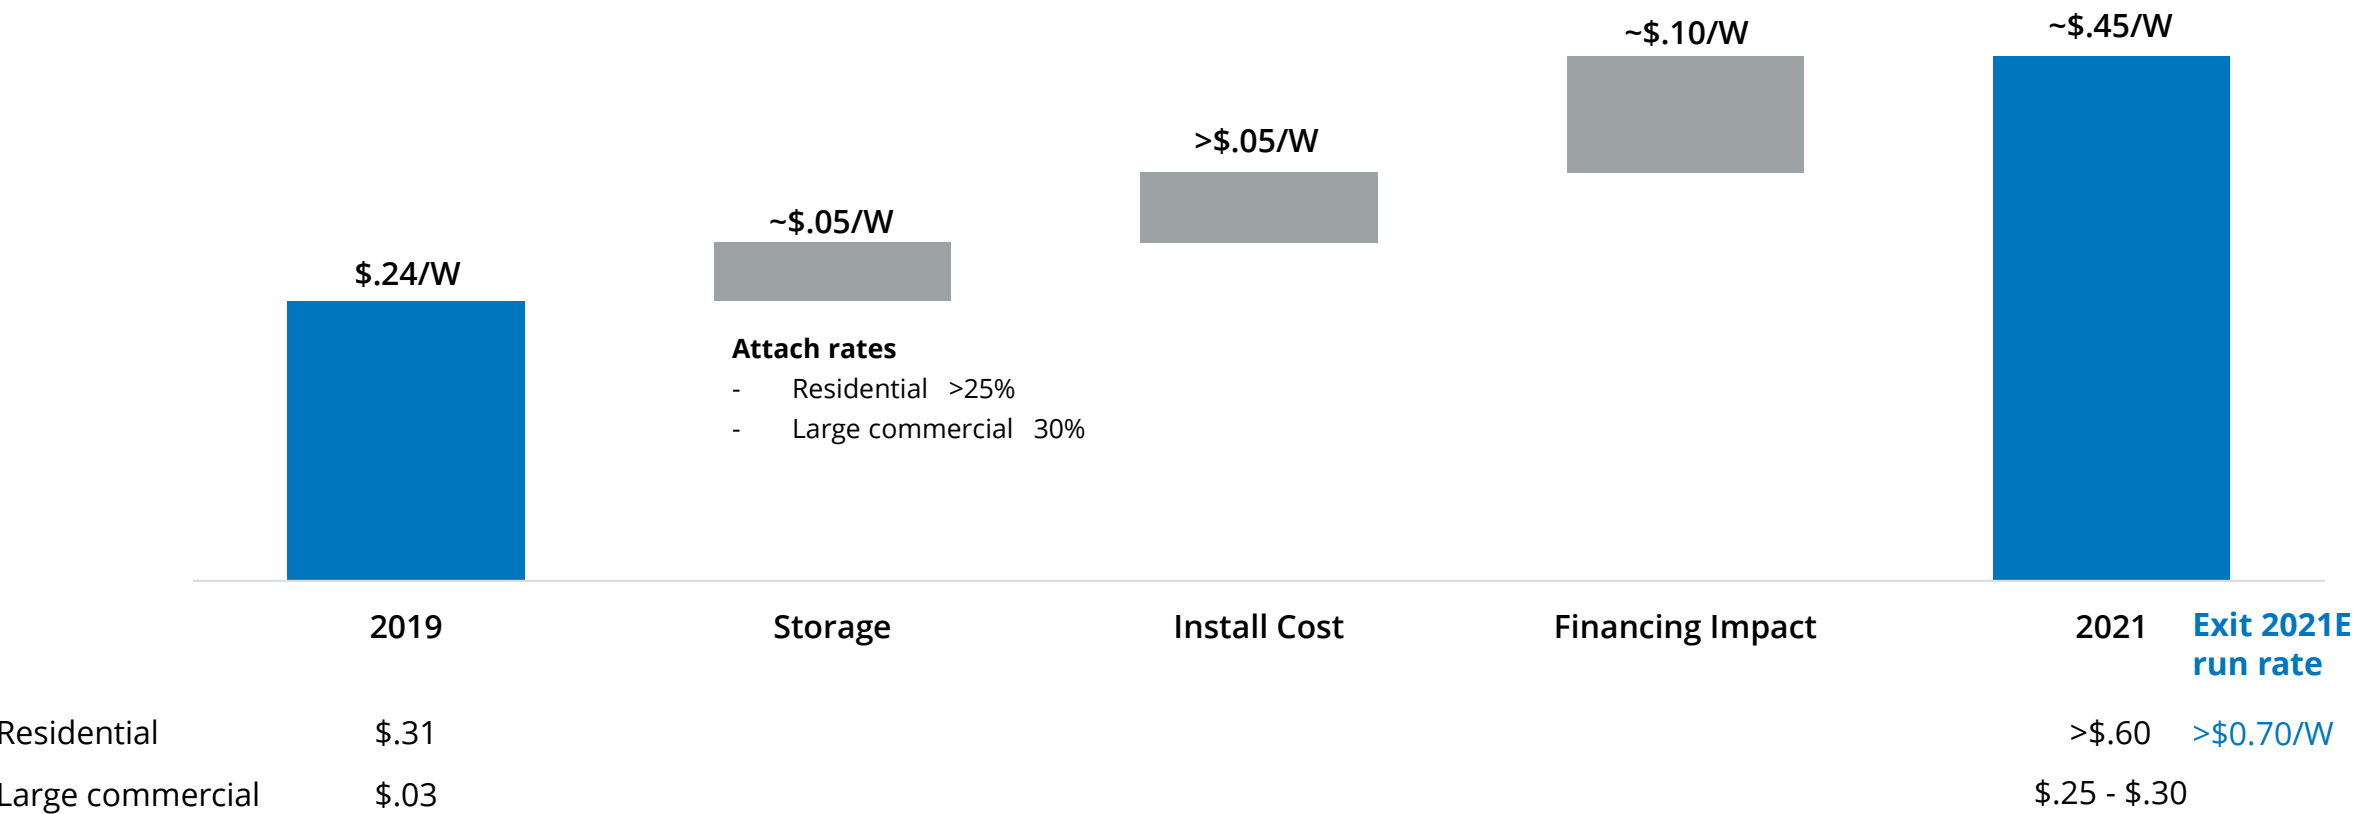 ~$.45/W
~$.10/W
>$.05/W
~$.05/W
$.24/W
Attach rates
- Residential >25%
- Large commercial 30%
2019 Storage Install Cost Financing Impact 2021 Exit 2021E
run rate
Residential $.31 >$.60 >$0.70/W
Large commercial $.03 $.25 - $.30